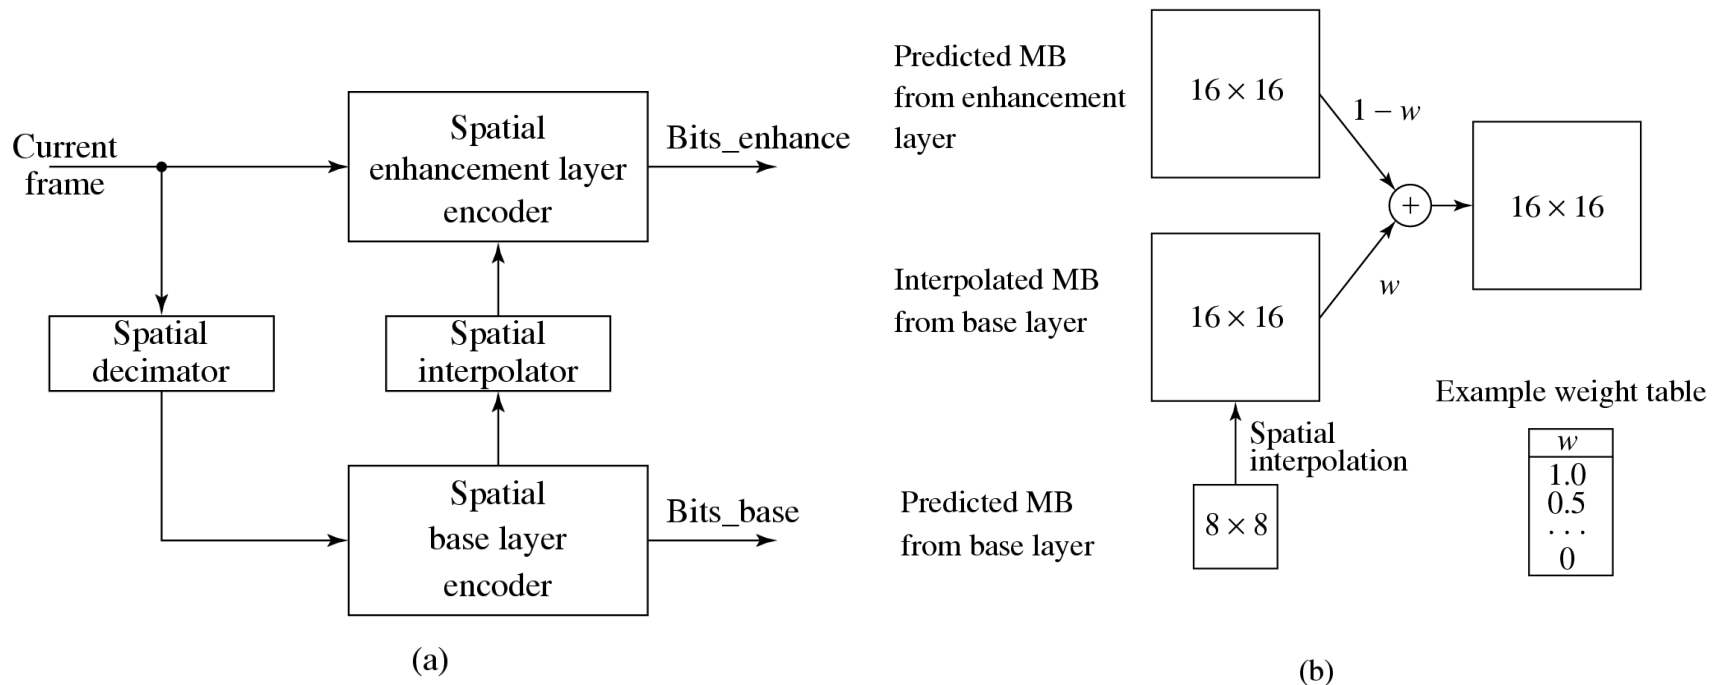 Current
frame
Spatial
enhancement layer
encoder
Bits_enhance
Spatial
decimator
Spatial
interpolator
Spatial
base layer
encoder
Bits_base
(a)
Predicted MB
from enhancement
layer
16 × 16
1 – w
+
16 × 16
Interpolated MB
from base layer
16 × 16
w
Spatial
interpolation
Predicted MB
from base layer
8 × 8
Example weight table
w
1.0
0.5
. . .
0
(b)